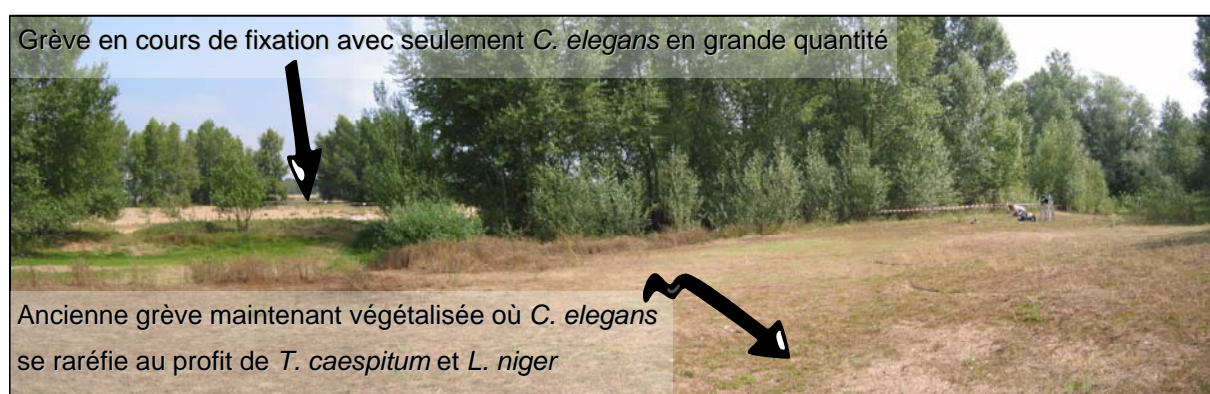 Grève en cours de fixation avec seulement C. elegans en grande quantité
Ancienne grève maintenant végétalisée où C. elegans
se raréfie au profit de T. caespitum et L. niger